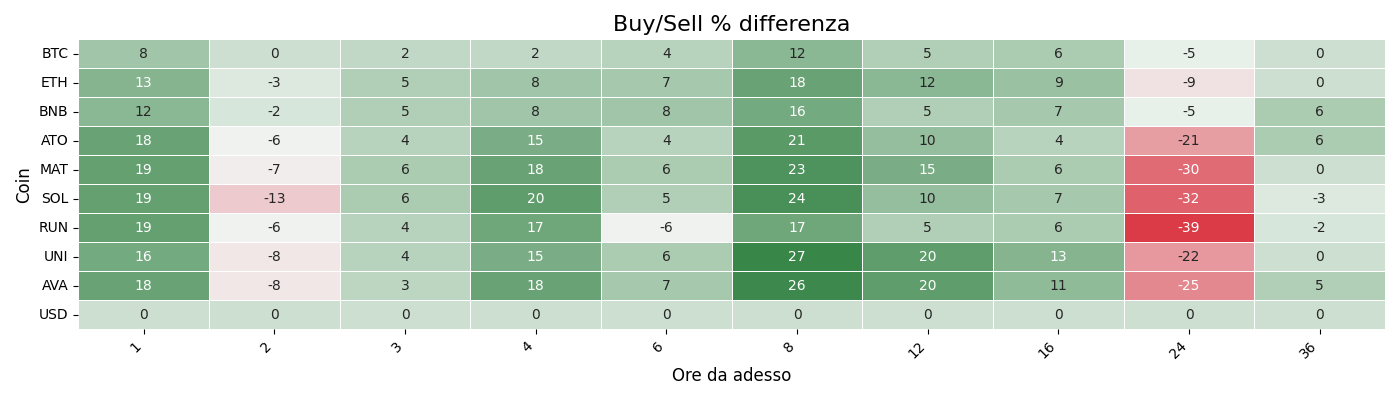 Buy/Sell % differenza
BTC 8 0 2 2 4 12 5 6 -5 0
ETH 13 -3 5 8 7 18 12 9 -9 0
BNB 12 -2 5 8 8 16 5 7 -5 6
ATO 18 -6 4 15 4 21 10 4 -21 6
MAT 19 -7 6 18 6 23 15 6 -30 0
SOL 19 -13 6 20 5 24 10 7 -32 -3
RUN 19 -6 4 17 -6 17 5 6 -39 -2
UNI 16 -8 4 15 6 27 20 13 -22 0
AVA 18 -8 3 18 7 26 20 11 -25 5
USD 0 0 0 0 0 0 0 0 0 0
Coin
1 2 3 4 6 8 12 16 24 36
Ore da adesso